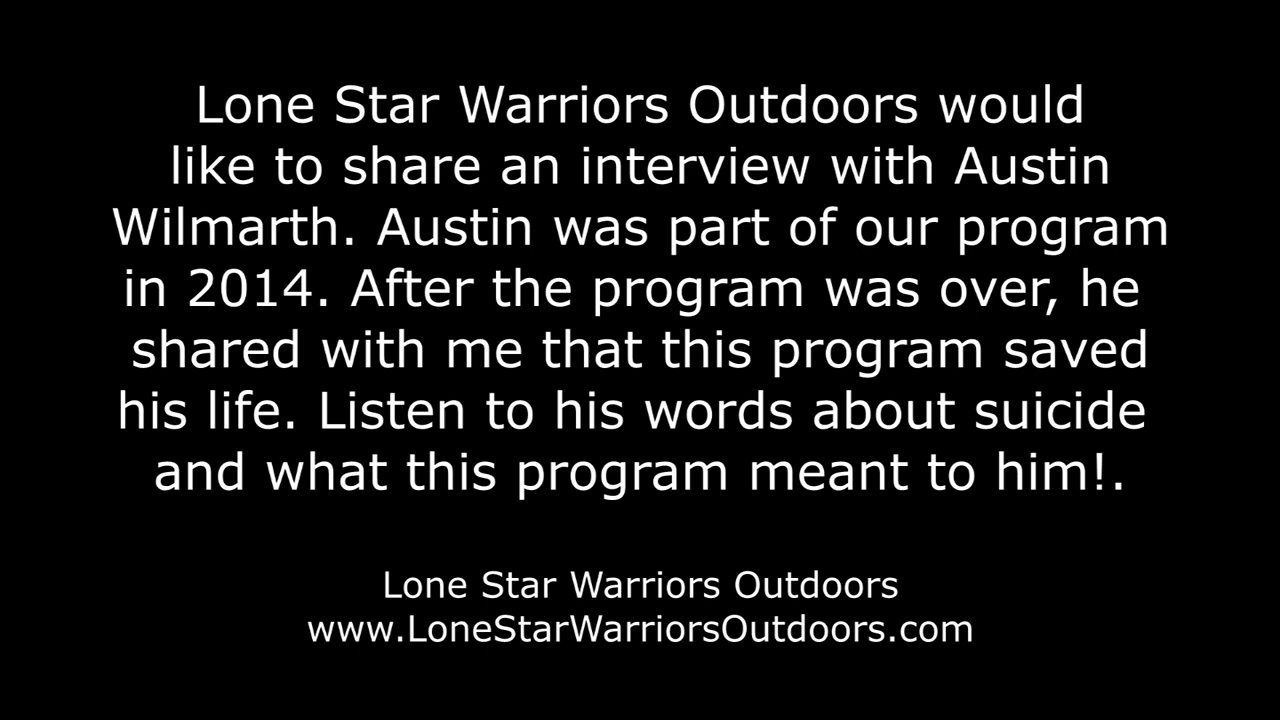 Lone Star Warriors Outdoors would
like to share an interview with Austin
Wilmarth. Austin was part of our program
in 2014. After the program was over, he
shared with me that this program saved
his life. Listen to his words about suicide
and what this program meant to him!.
Lone Star Warriors Outdoors
www.LoneStarWarriorsOutdoors.com